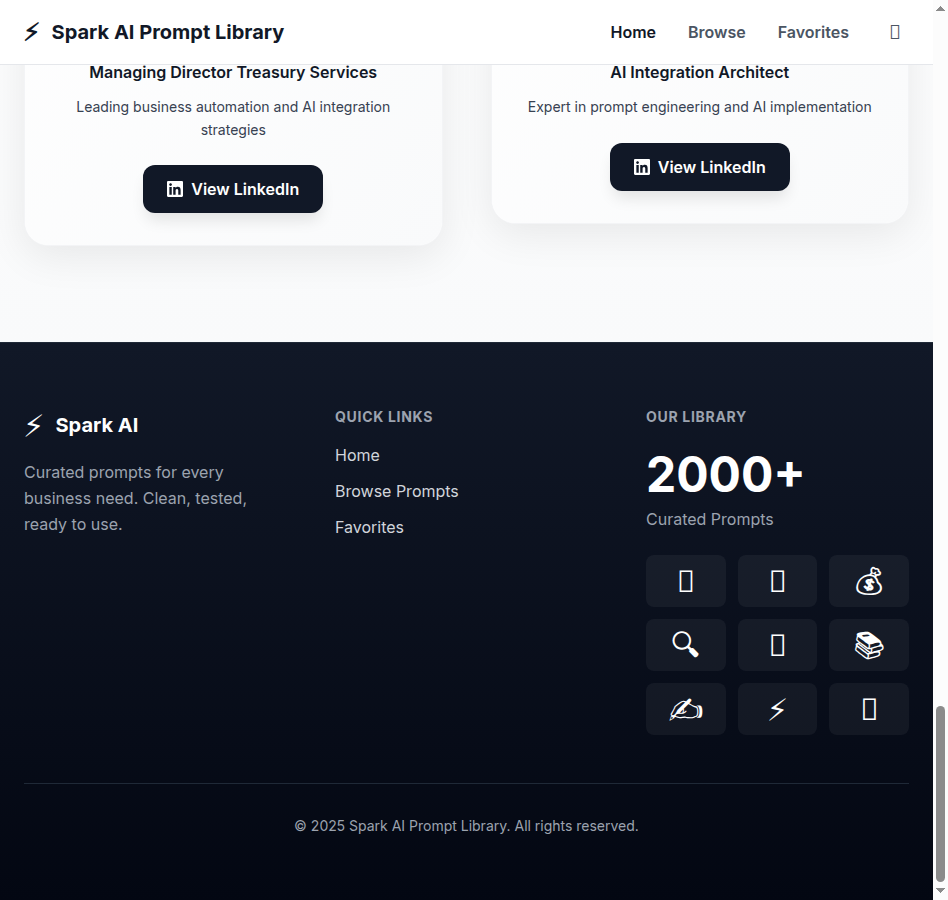 ⚡ Spark AI Prompt Library
Home Browse Favorites
Managing Director Treasury Services
Leading business automation and AI integration
strategies
View LinkedIn
AI Integration Architect
Expert in prompt engineering and AI implementation
View LinkedIn
⚡ Spark AI
Curated prompts for every
business need. Clean, tested,
ready to use.
QUICK LINKS
Home
Browse Prompts
Favorites
OUR LIBRARY
2000+
Curated Prompts
© 2025 Spark AI Prompt Library. All rights reserved.